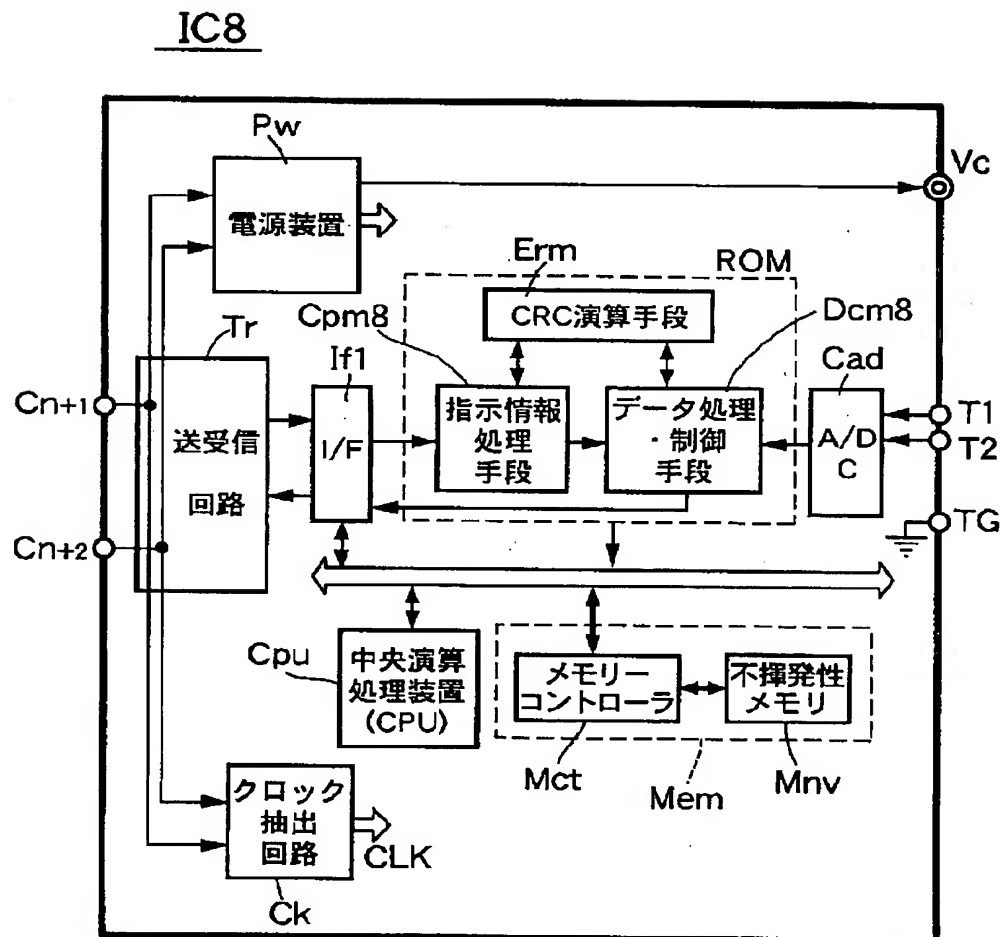 IC8
Pw
Vc
電源装置
Erm
ROM
CRC演算手段
Cpm8
Dcm8
Tr
If1
Cad
Cn+1
送受信
回路
I/F
指示情報
処理
手段
データ処理
・制御
手段
A/D
C
T1
T2
TG
Cn+2
Cpu
中央演算
処理装置
(CPU)
メモリー
コントローラ
不揮発性
メモリ
Mct
Mem
Mnv
クロック
抽出
回路
CLK
Ck